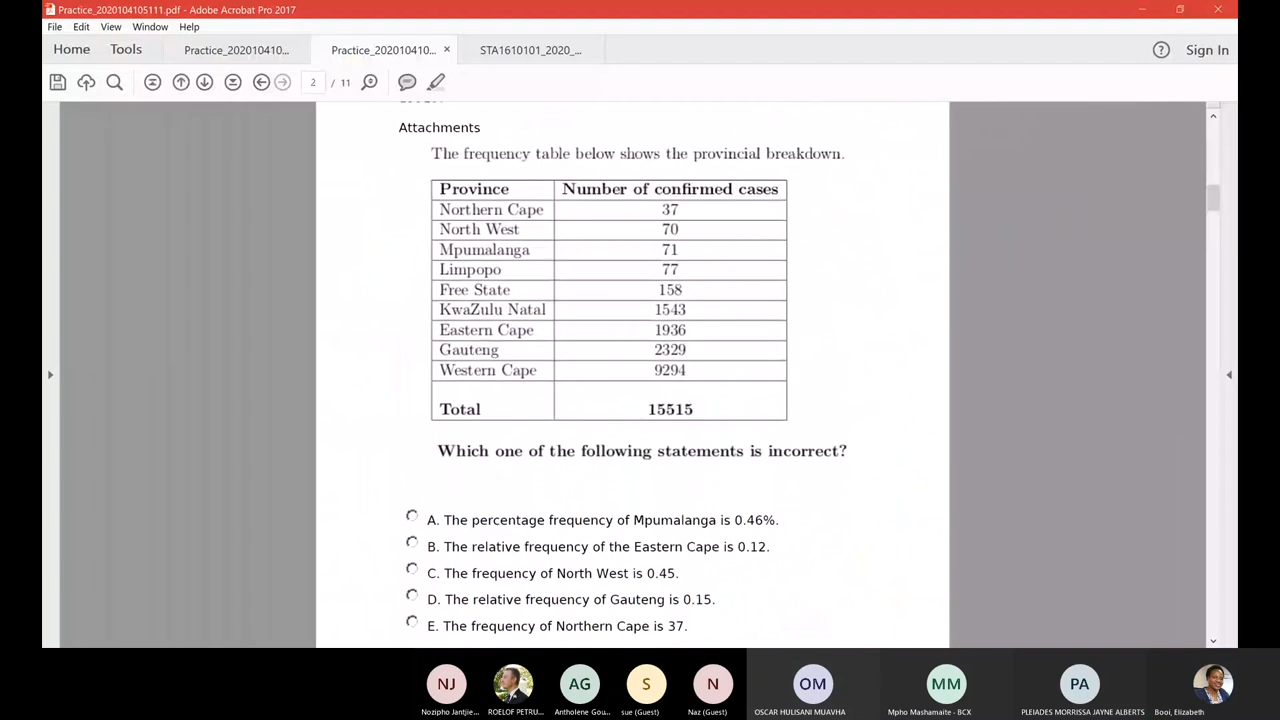 Practice_2020104105111.pdf - Adobe Acrobat Pro 2017
File Edit View Window Help
Home Tools Practice_202010410... Practice_202010410... × STA1610101_2020_... ? Sign In
2 / 11
Attachments
The frequency table below shows the provincial breakdown.
Province Number of confirmed cases
Northern Cape 37
North West 70
Mpumalanga 71
Limpopo 77
Free State 158
KwaZulu Natal 1543
Eastern Cape 1936
Gauteng 2329
Western Cape 9294
Total 15515
Which one of the following statements is incorrect?
A. The percentage frequency of Mpumalanga is 0.46%.
B. The relative frequency of the Eastern Cape is 0.12.
C. The frequency of North West is 0.45.
D. The relative frequency of Gauteng is 0.15.
E. The frequency of Northern Cape is 37.
NJ AG S N OM MM PA
Nozipho Jantjie... ROELOF PETRU... Antholene Gou... sue (Guest) Naz (Guest) OSCAR HULISANI MUAVHA Mpho Mashamaite - BCX PLEIADES MORRISSA JAYNE ALBERTS Booi, Elizabeth